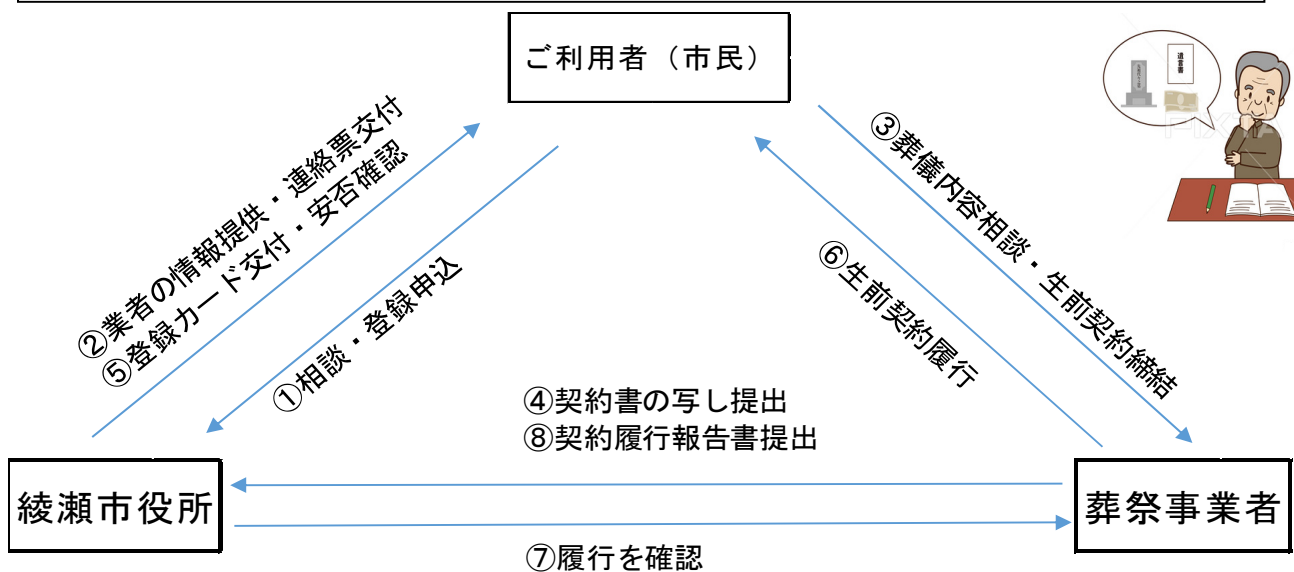 ご利用者（市民）
遺言書
②業者の情報提供・連絡票交付
⑤登録カード交付・安否確認
①相談・登録申込
③葬儀内容相談・生前契約締結
⑥生前契約履行
④契約書の写し提出
⑧契約履行報告書提出
綾瀬市役所
葬祭事業者
⑦履行を確認